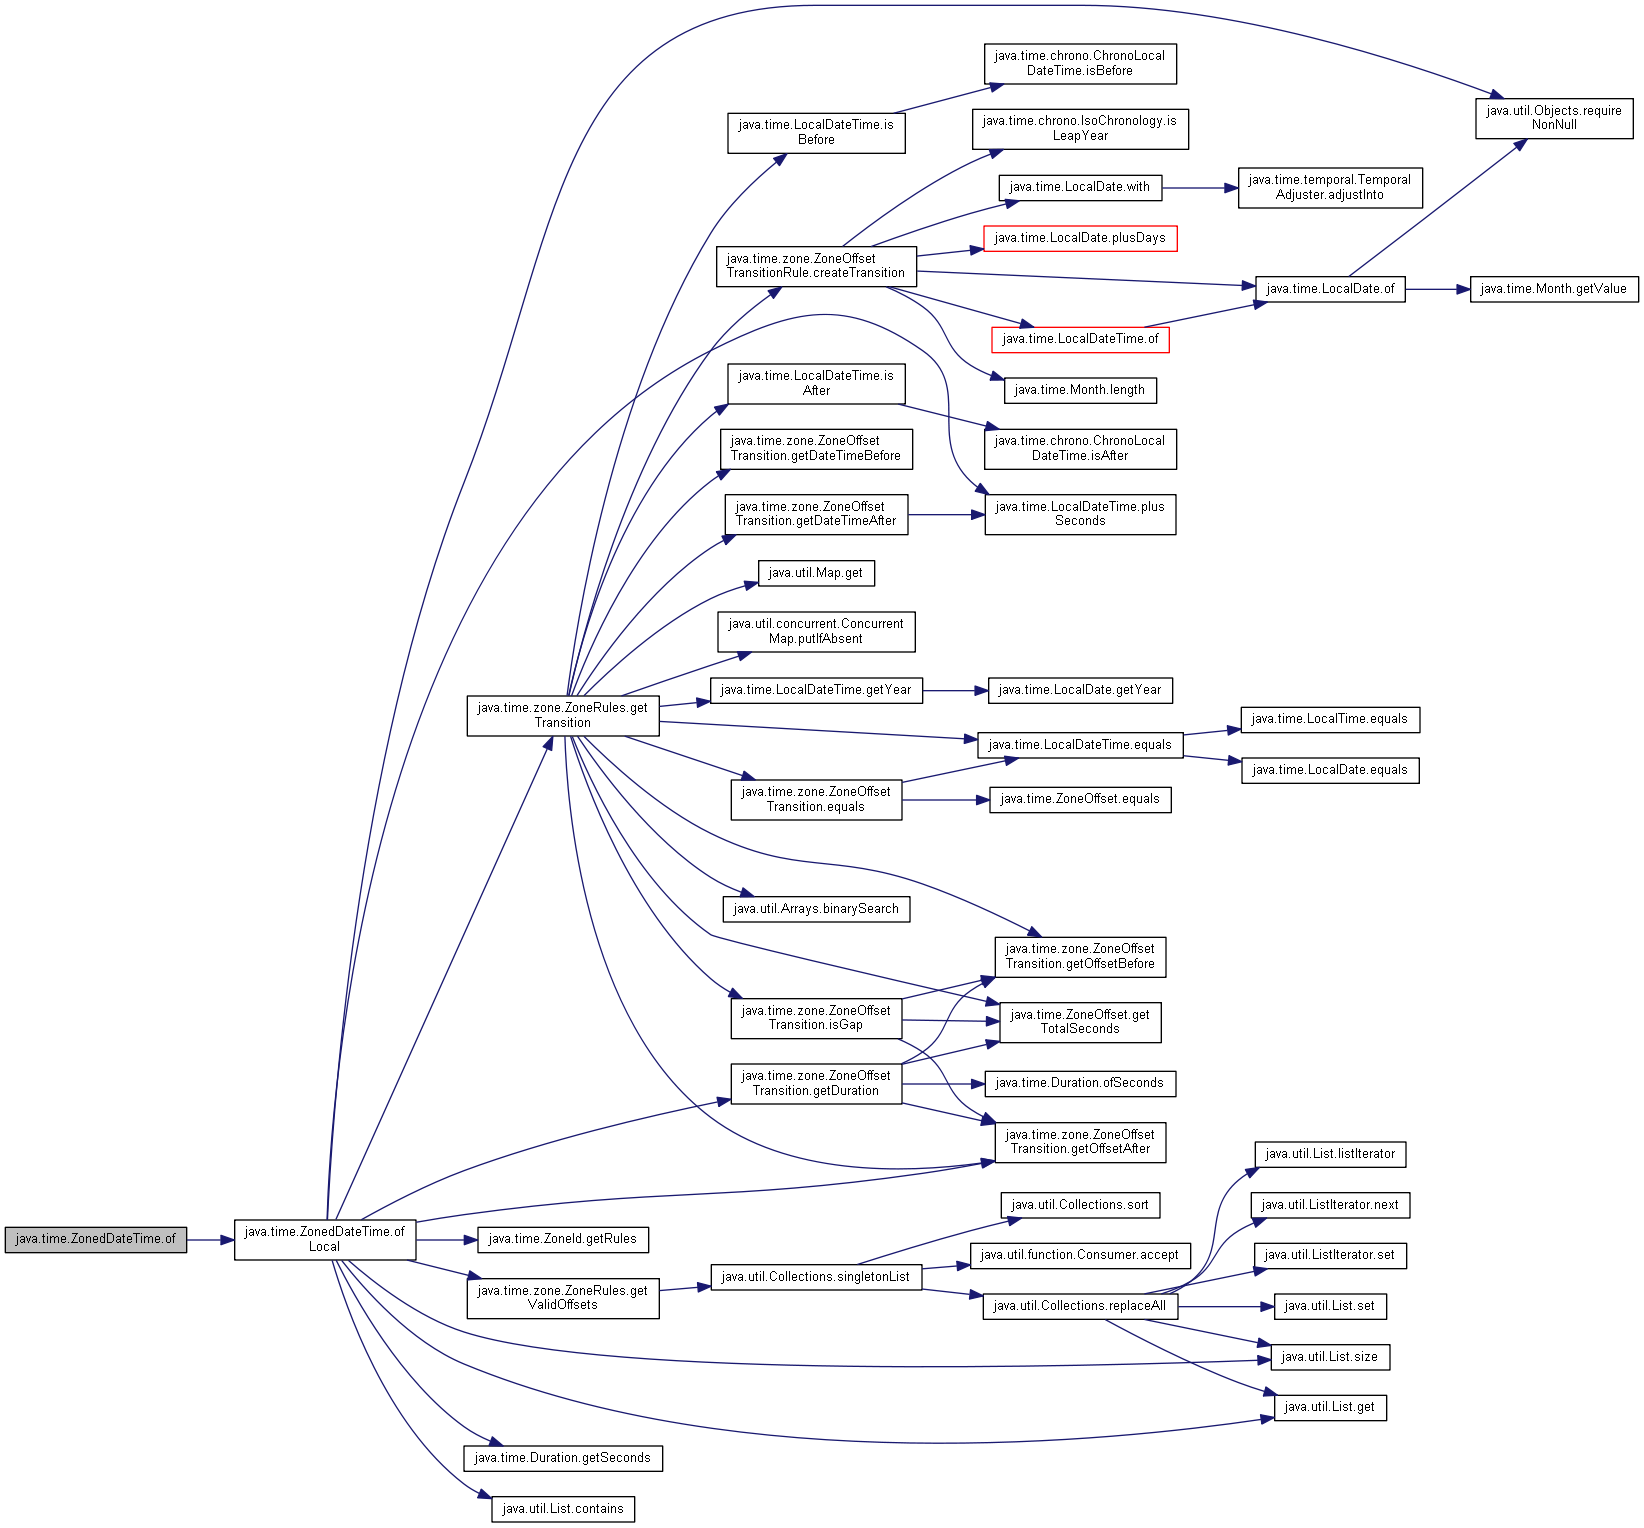 java.time.ZonedDateTime.of
java.time.ZonedDateTime.of
Local
java.time.zone.ZoneRules.get
Transition
java.time.ZoneId.getRules
java.time.zone.ZoneRules.get
ValidOffsets
java.time.Duration.getSeconds
java.util.List.contains
java.time.LocalDateTime.is
Before
java.time.zone.ZoneOffset
TransitionRule.createTransition
java.time.LocalDateTime.is
After
java.time.zone.ZoneOffset
Transition.getDateTimeBefore
java.time.zone.ZoneOffset
Transition.getDateTimeAfter
java.util.Map.get
java.util.concurrent.Concurrent
Map.putIfAbsent
java.time.LocalDateTime.getYear
java.time.zone.ZoneOffset
Transition.equals
java.util.Arrays.binarySearch
java.time.zone.ZoneOffset
Transition.isGap
java.time.zone.ZoneOffset
Transition.getDuration
java.util.Collections.singletonList
java.time.chrono.ChronoLocal
DateTime.isBefore
java.time.chrono.IsoChronology.is
LeapYear
java.time.LocalDate.with
java.time.LocalDate.plusDays
java.time.LocalDateTime.of
java.time.Month.length
java.time.chrono.ChronoLocal
DateTime.isAfter
java.time.LocalDateTime.plus
Seconds
java.time.LocalDate.getYear
java.time.LocalDateTime.equals
java.time.ZoneOffset.equals
java.time.zone.ZoneOffset
Transition.getOffsetBefore
java.time.ZoneOffset.get
TotalSeconds
java.time.Duration.ofSeconds
java.time.zone.ZoneOffset
Transition.getOffsetAfter
java.util.Collections.sort
java.util.function.Consumer.accept
java.util.Collections.replaceAll
java.time.temporal.Temporal
Adjuster.adjustInto
java.time.LocalDate.of
java.time.LocalTime.equals
java.time.LocalDate.equals
java.util.List.listIterator
java.util.ListIterator.next
java.util.ListIterator.set
java.util.List.set
java.util.List.size
java.util.List.get
java.util.Objects.require
NonNull
java.time.Month.getValue